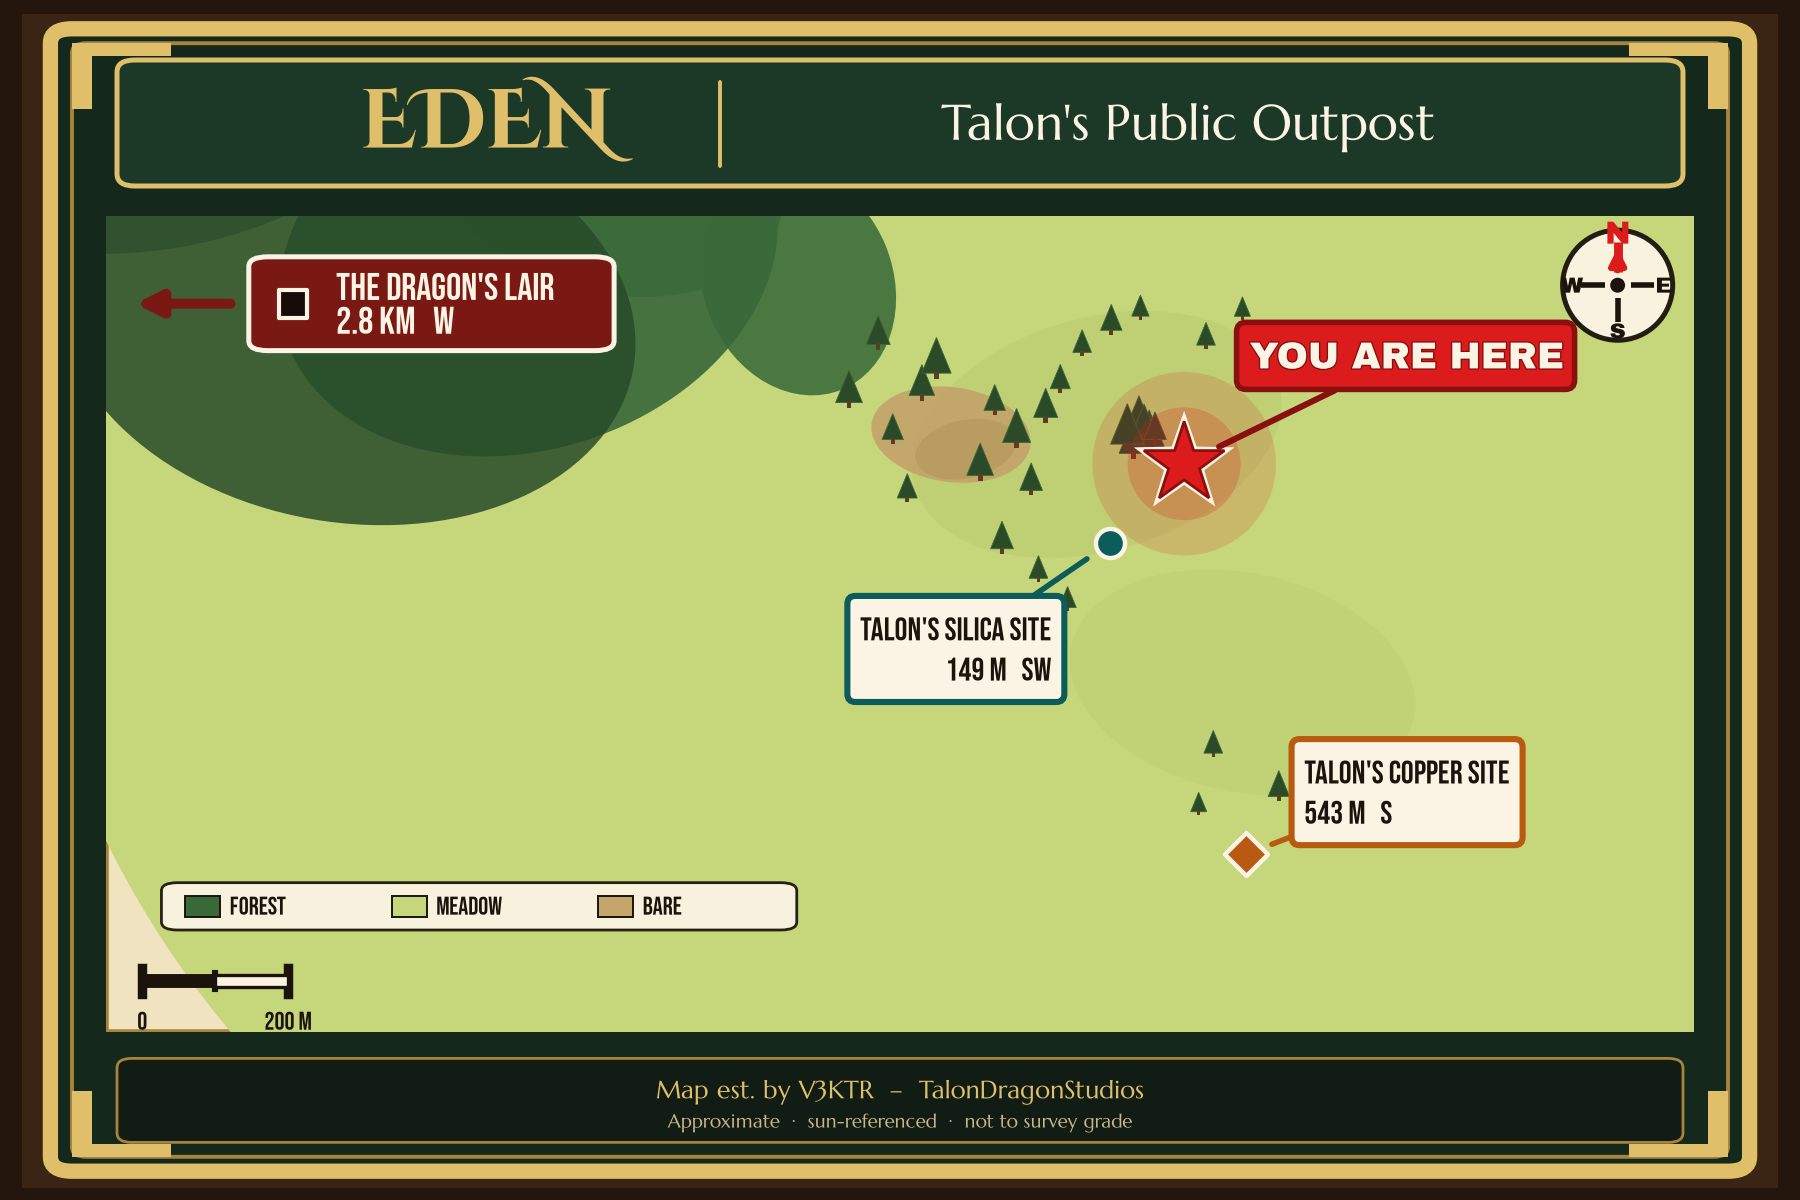 EDEN
Talon's Public Outpost
THE DRAGON'S LAIR
2.8 KM W
N
W E
S
YOU ARE HERE
TALON'S SILICA SITE
149 M SW
TALON'S COPPER SITE
543 M S
FOREST MEADOW BARE
0 200 M
Map est. by V3KTR – TalonDragonStudios
Approximate · sun-referenced · not to survey grade